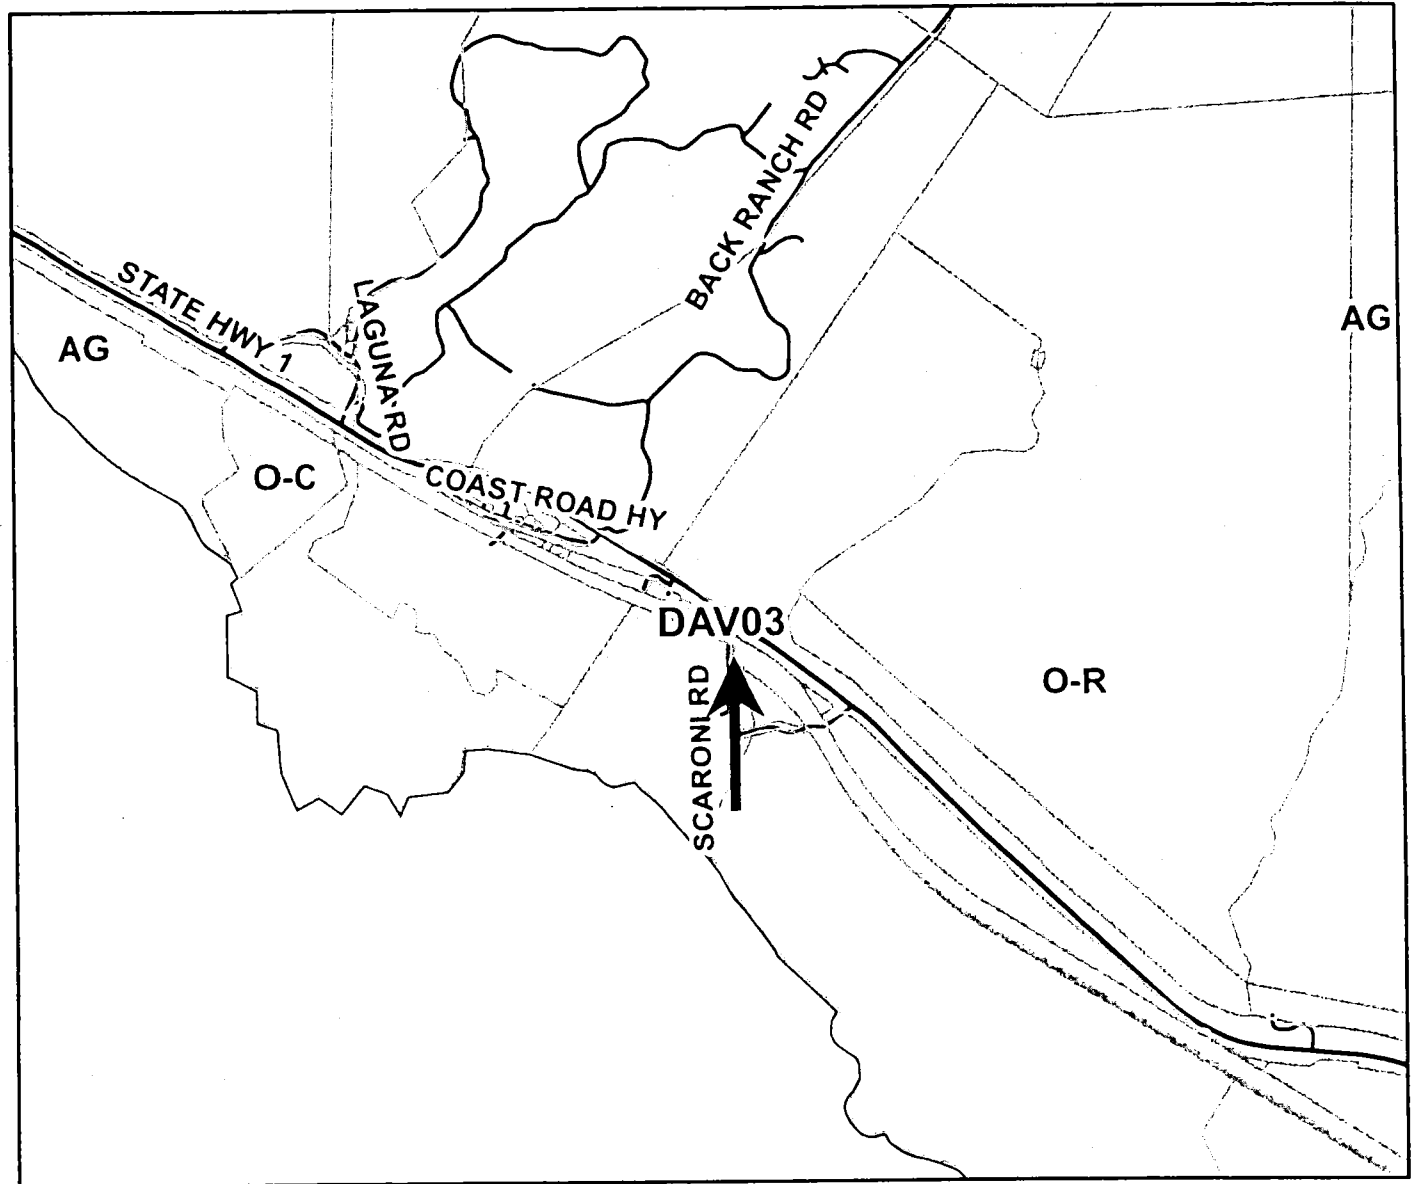 BACK RANCH RD
STATE HWY 1
LAGUNA RD
AG
AG
O-C
COAST ROAD HY
DAV03
SCARONI RD
O-R